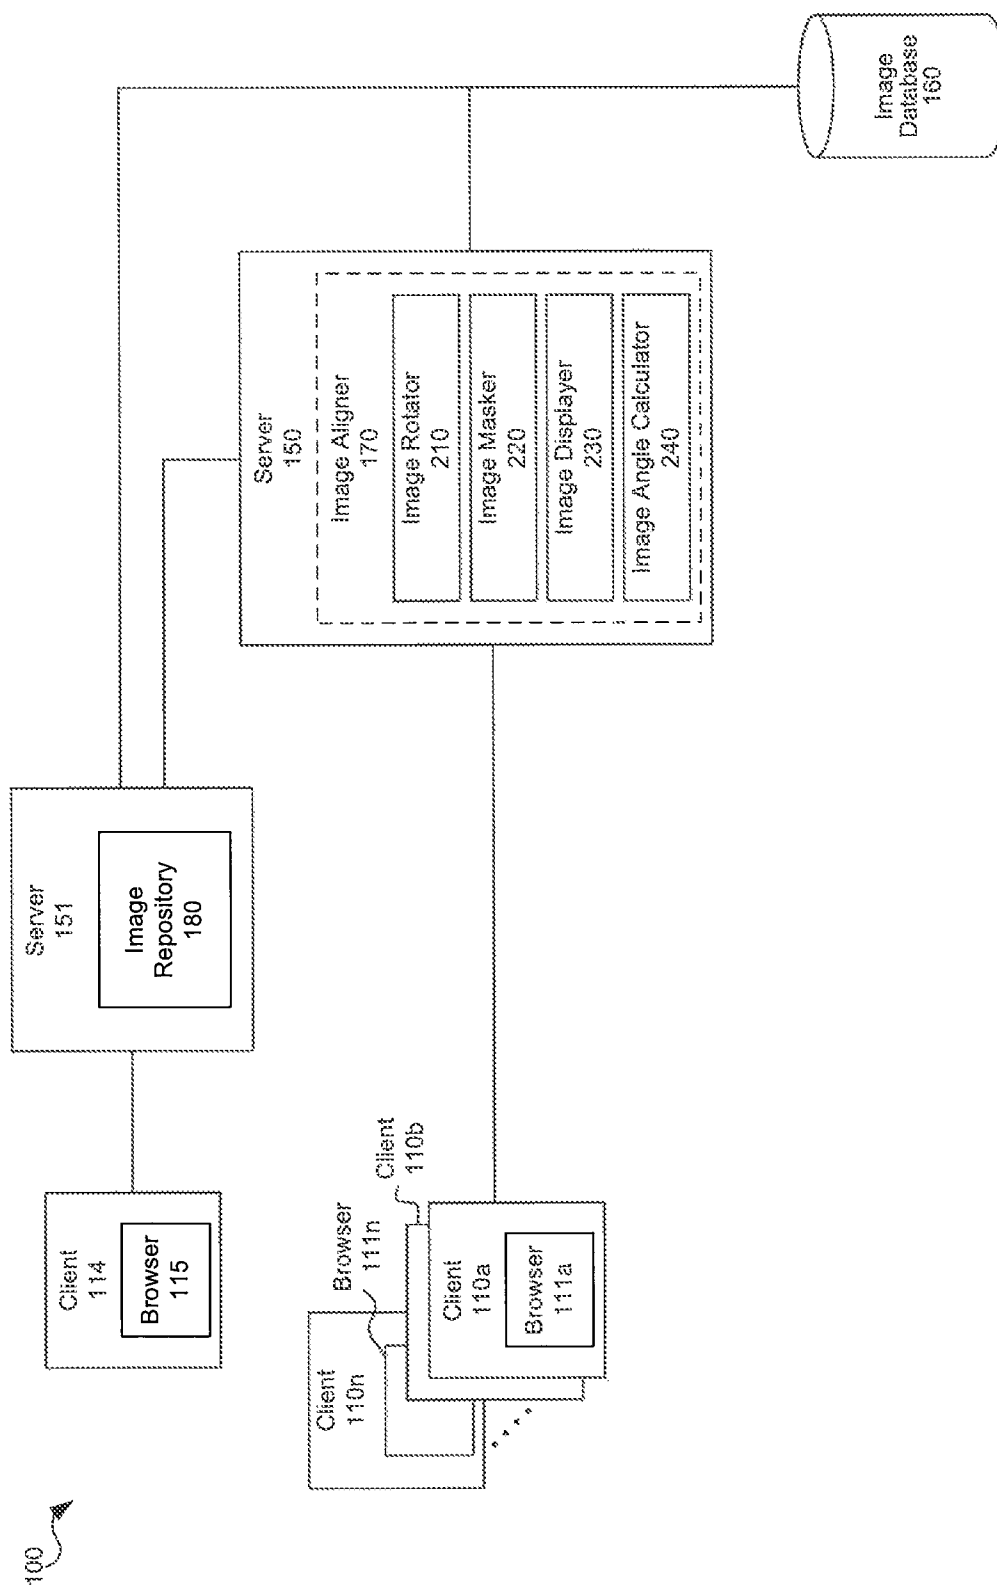 100
Client
114
Browser
115
Server
151
Image
Repository
180
Client
110n
Browser
111n
Client
110b
Client
110a
Browser
111a
Server
150
Image Aligner
170
Image Rotator
210
Image Masker
220
Image Displayer
230
Image Angle Calculator
240
Image
Database
160